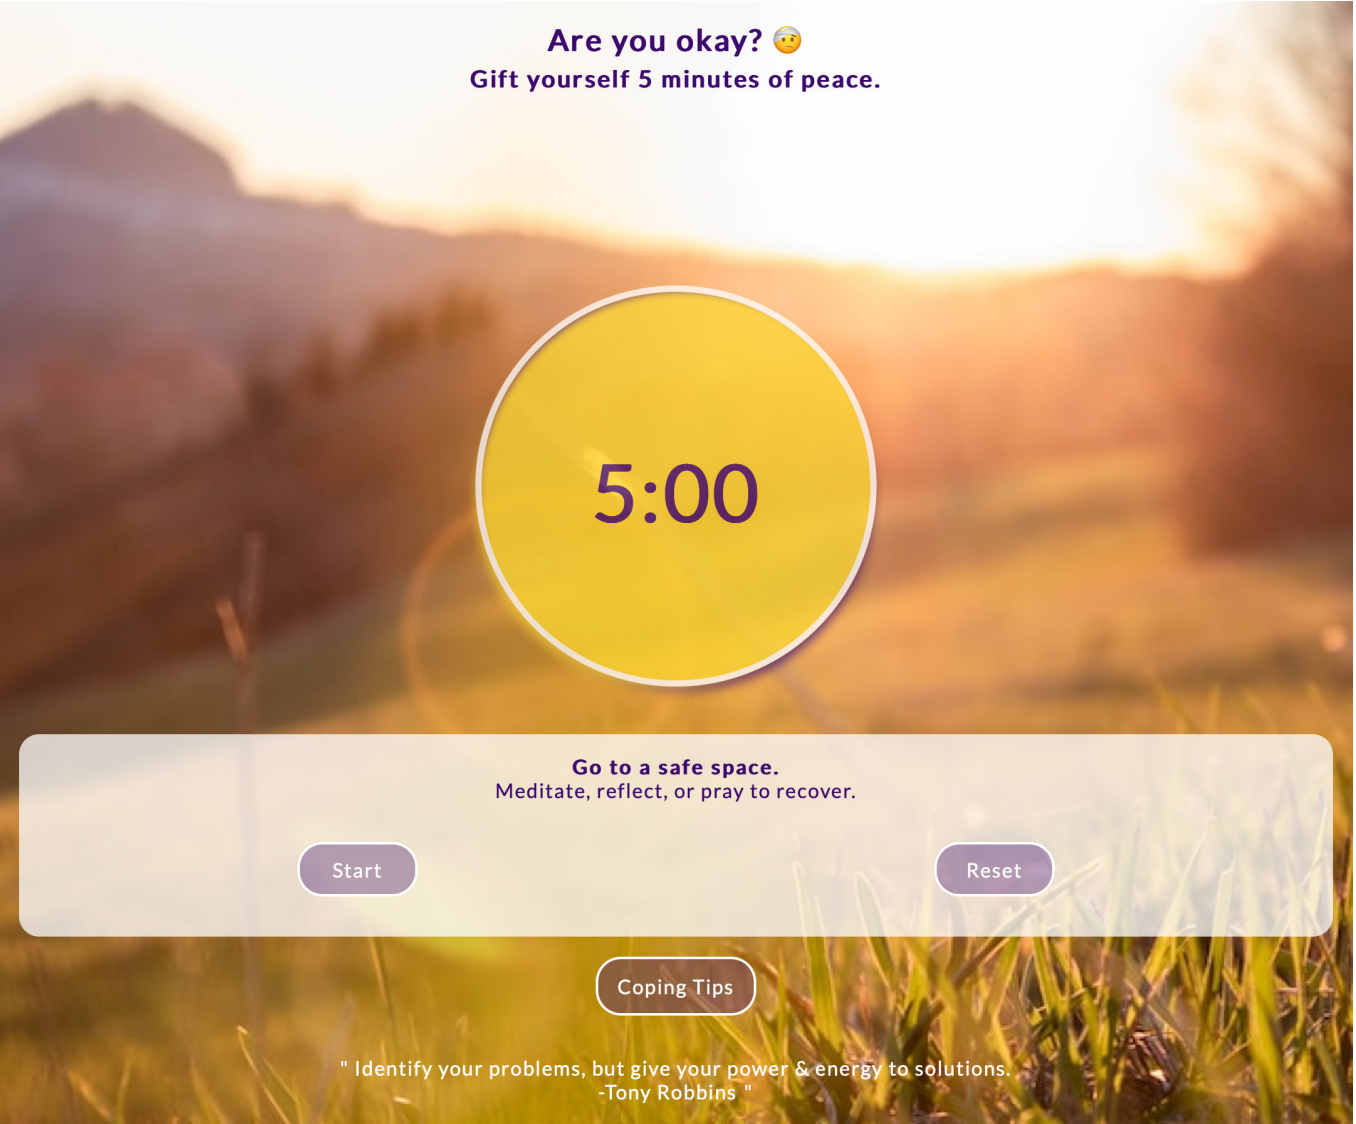 Are you okay? 🤕
Gift yourself 5 minutes of peace.
5:00
Go to a safe space.
Meditate, reflect, or pray to recover.
Start
Reset
Coping Tips
" Identify your problems, but give your power & energy to solutions.
-Tony Robbins "